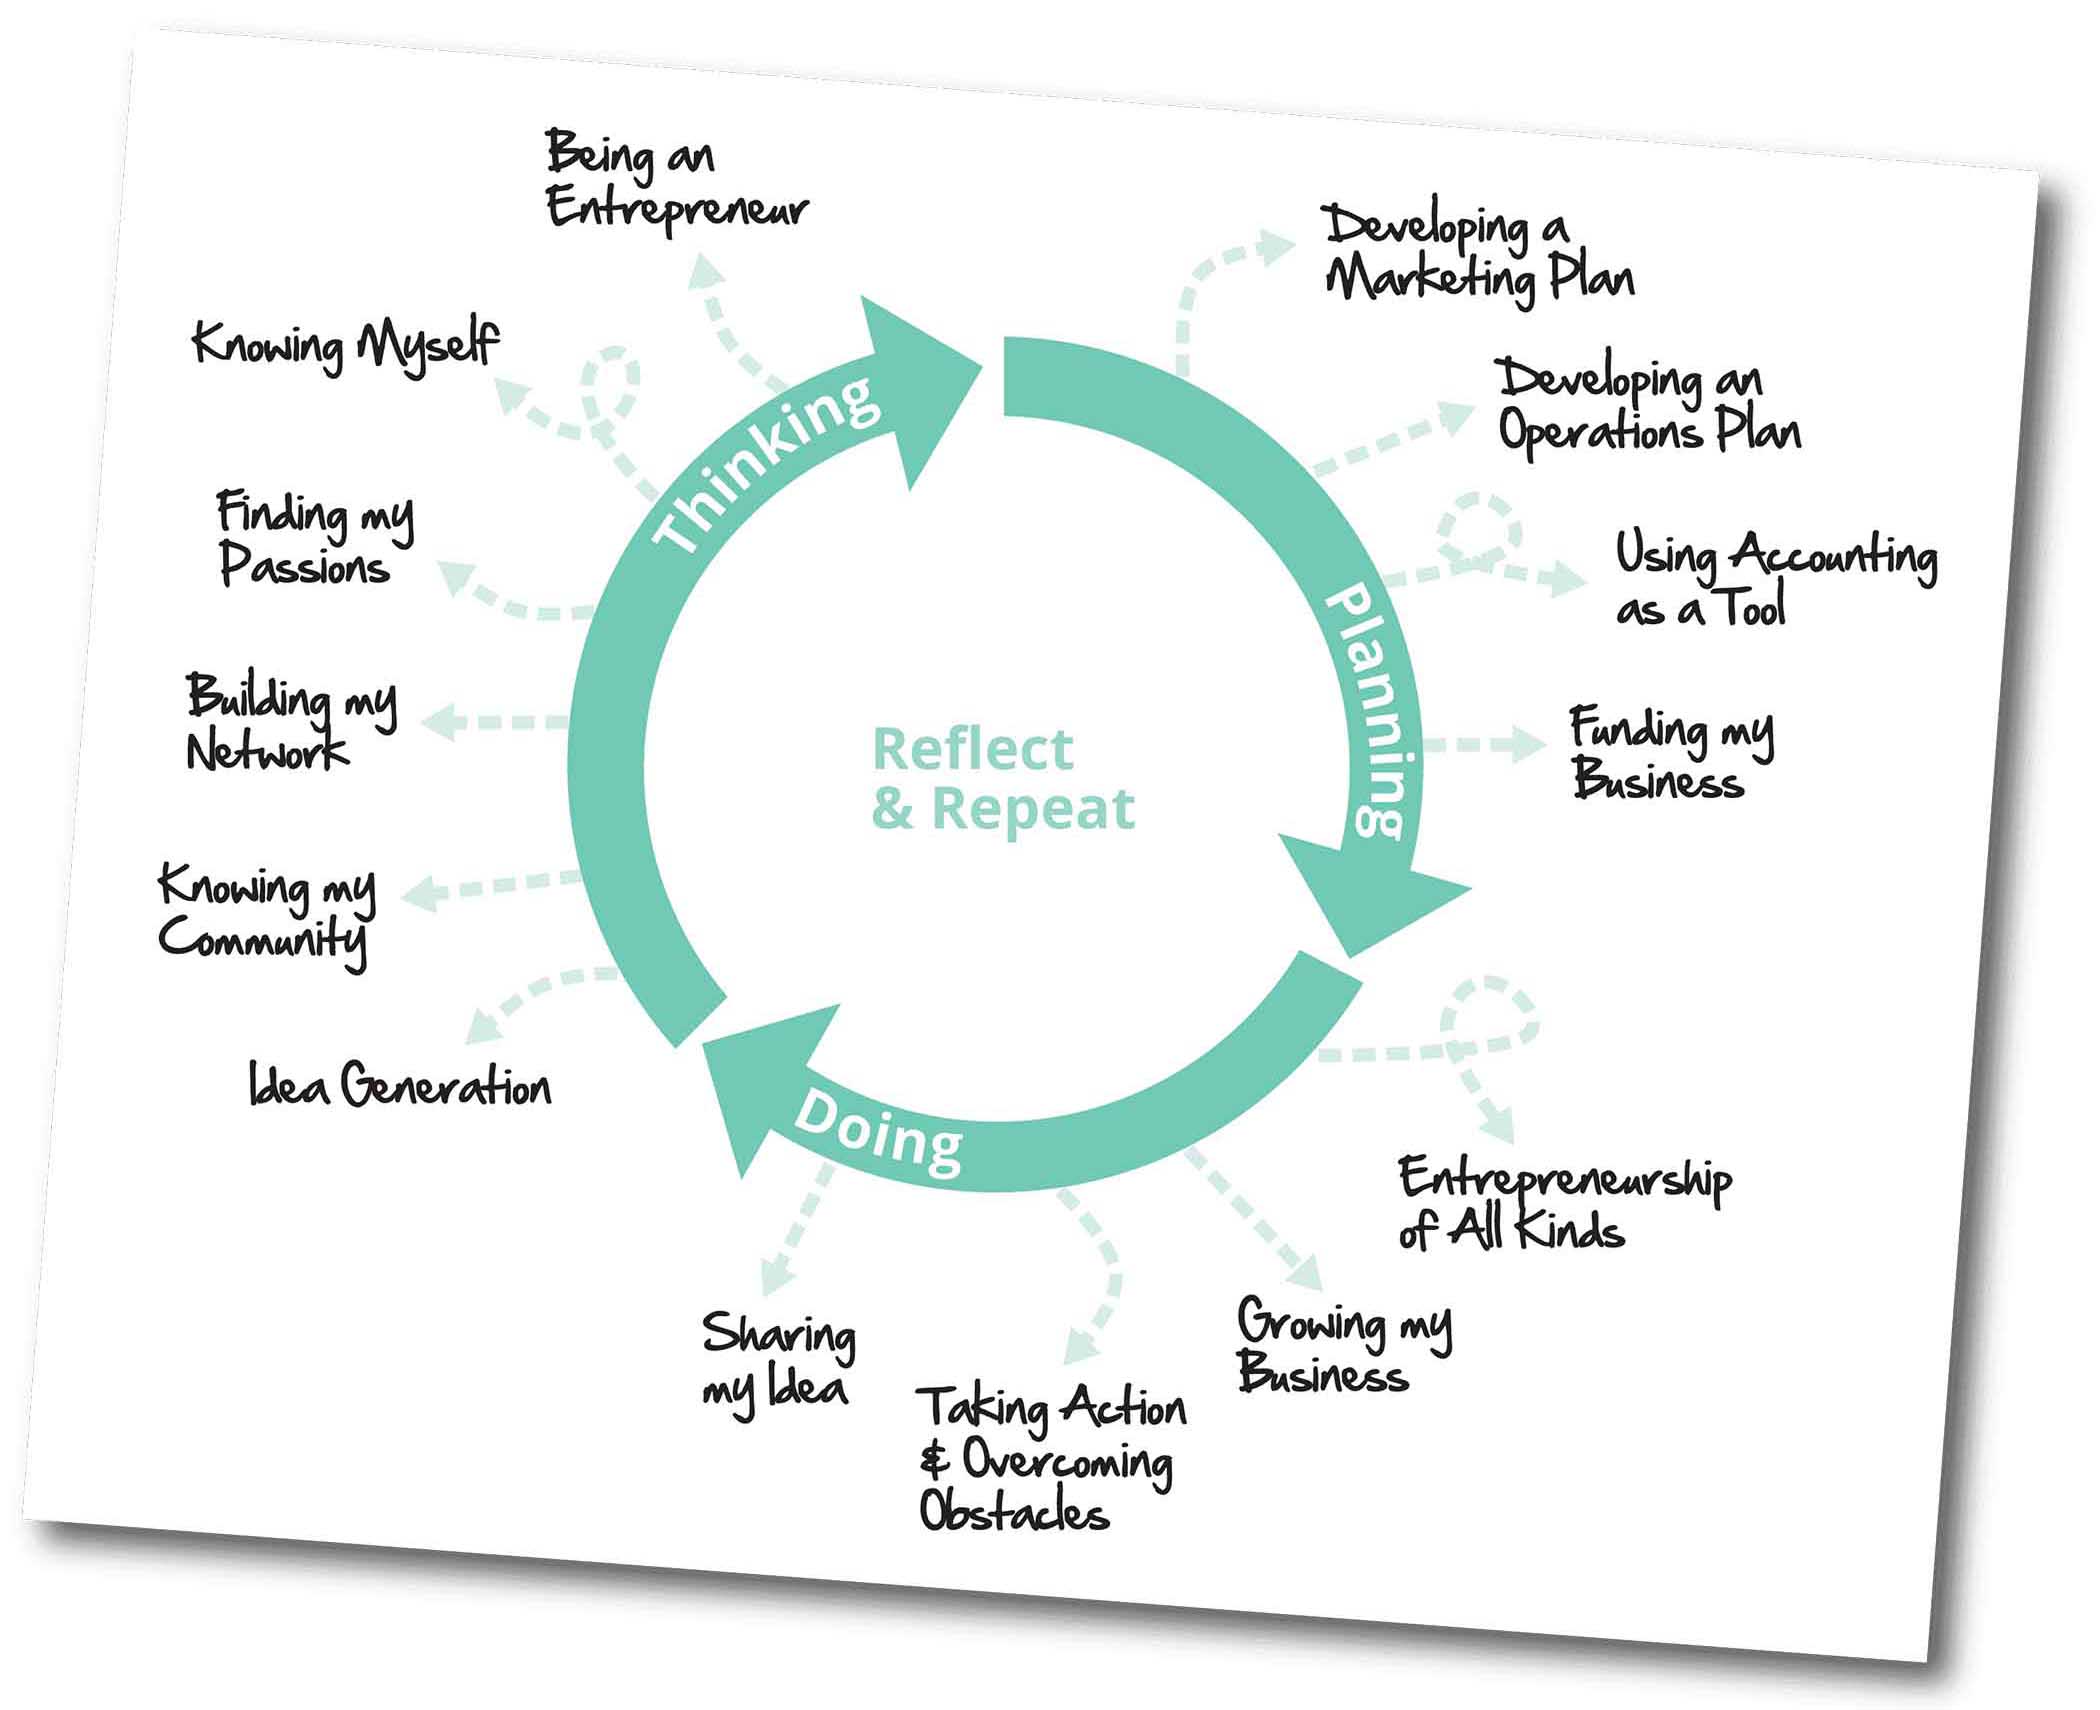 Being an
Entrepreneur
Knowing Myself
Finding my
Passions
Building my
Network
Knowing my
Community
Idea Generation
Thinking
Developing a
Marketing Plan
Developing an
Operations Plan
Using Accounting
as a Tool
Funding my
Business
Planning
Reflect
& Repeat
Entrepreneurship
of All Kinds
Growing my
Business
Taking Action
& Overcoming
Obstacles
Sharing
my Idea
Doing